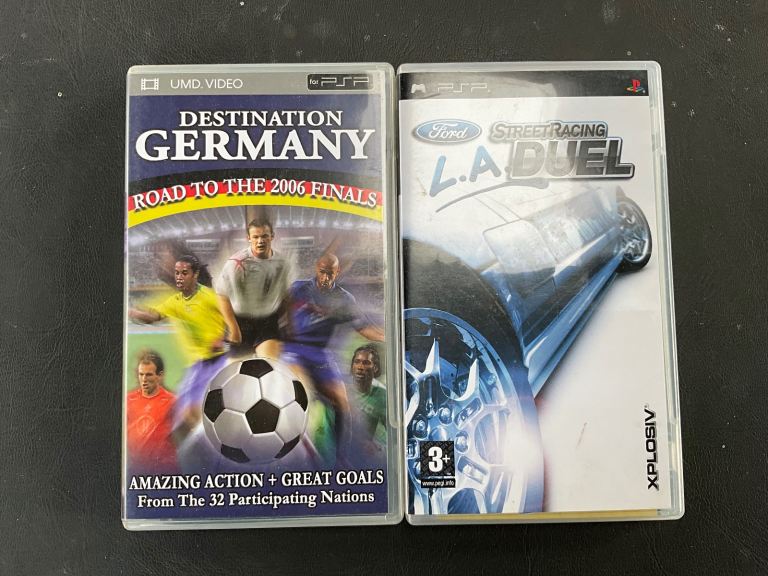 UMD. VIDEO
for PSP
DESTINATION
GERMANY
ROAD TO THE 2006 FINALS
AMAZING ACTION + GREAT GOALS
From The 32 Participating Nations
PSP
Ford
STREET RACING
L.A DUEL
3+
www.pegi.info
XPLOSIV